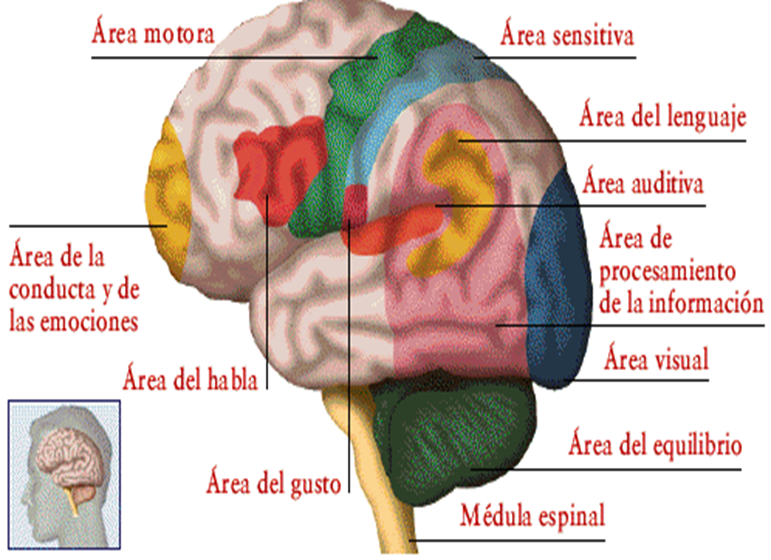 Área motora
Área sensitiva
Área del lenguaje
Área auditiva
Área de
procesamiento
de la información
Área de la
conducta y de
las emociones
Área visual
Área del habla
Área del equilibrio
Área del gusto
Médula espinal